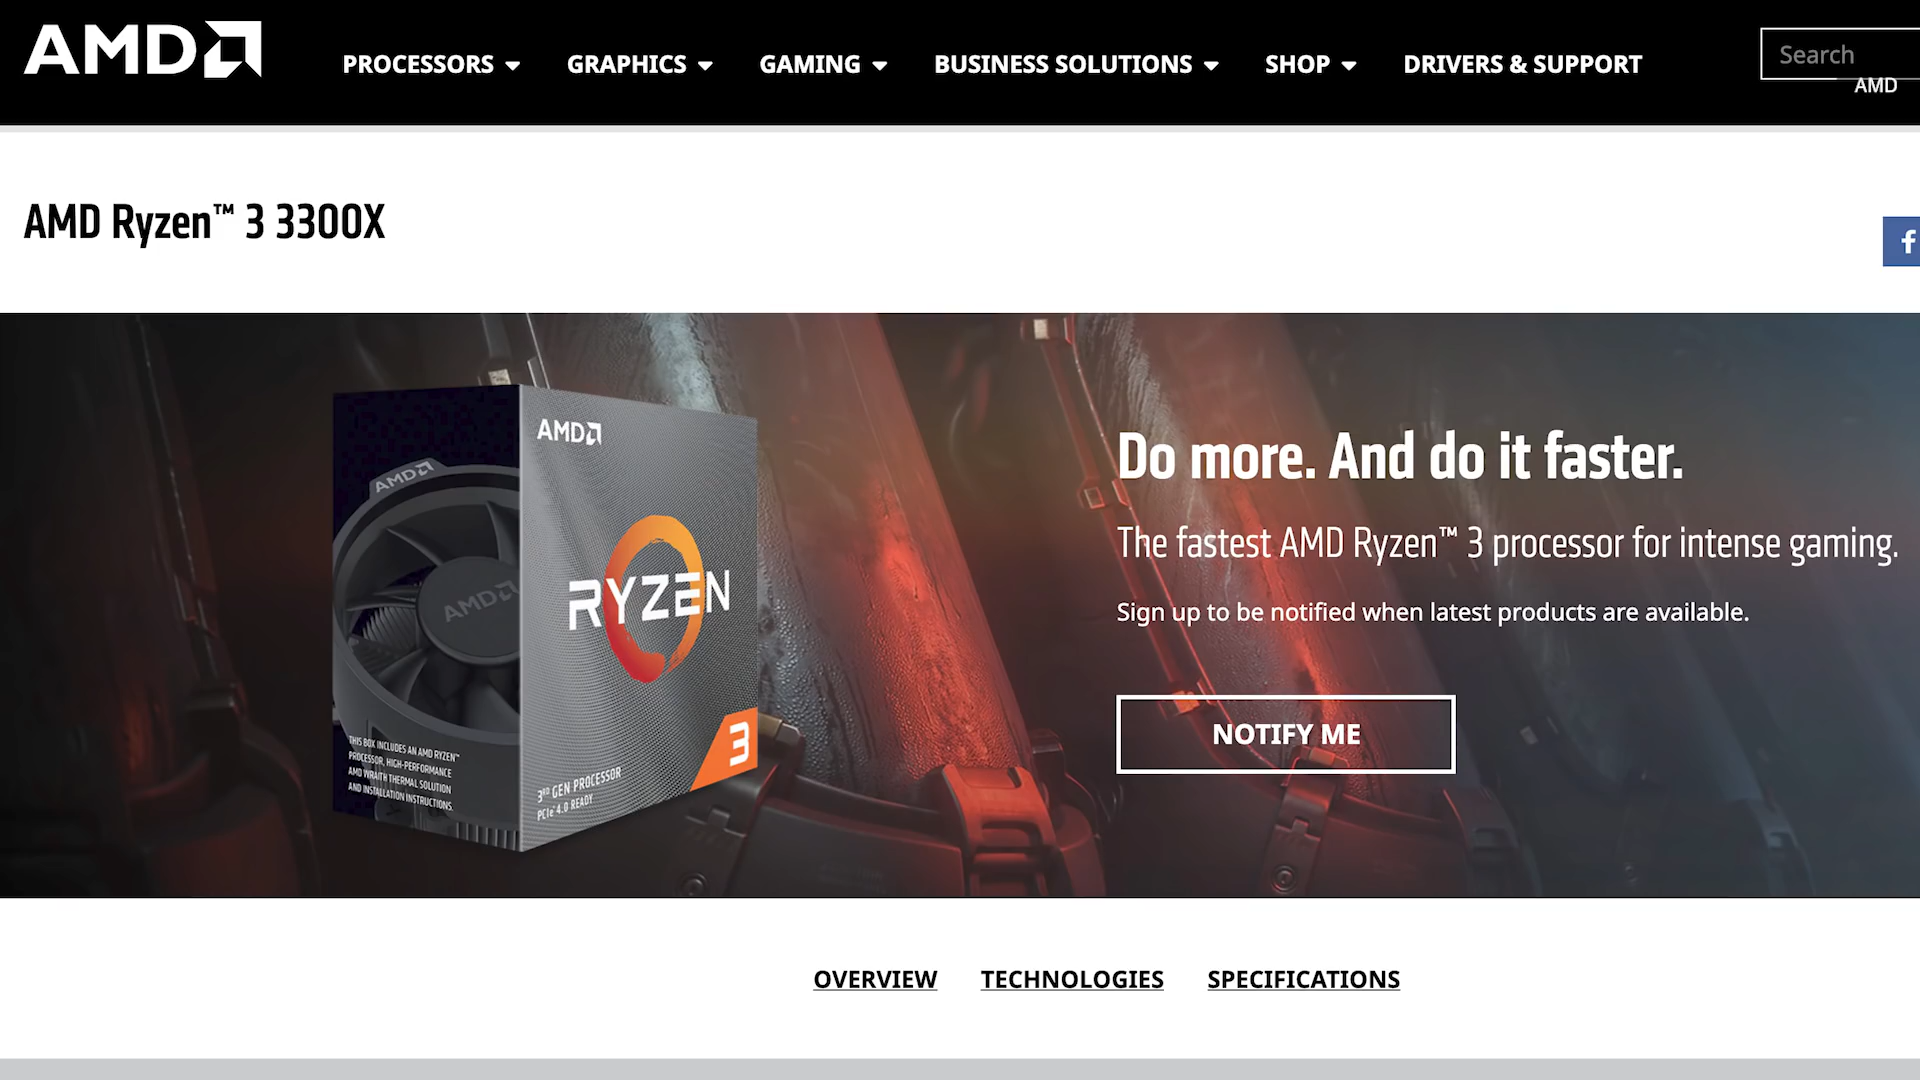 AMD
PROCESSORS
GRAPHICS
GAMING
BUSINESS SOLUTIONS
SHOP
DRIVERS & SUPPORT
Search
AMD
AMD Ryzen™ 3 3300X
f
AMD
AMD
AMD
RYZEN
3
THIS BOX INCLUDES AN AMD RYZEN™
PROCESSOR, HIGH-PERFORMANCE
AMD WRAITH THERMAL SOLUTION
AND INSTALLATION INSTRUCTIONS.
3RD GEN PROCESSOR
PCIe® 4.0 READY
Do more. And do it faster.
The fastest AMD Ryzen™ 3 processor for intense gaming.
Sign up to be notified when latest products are available.
NOTIFY ME
OVERVIEW
TECHNOLOGIES
SPECIFICATIONS